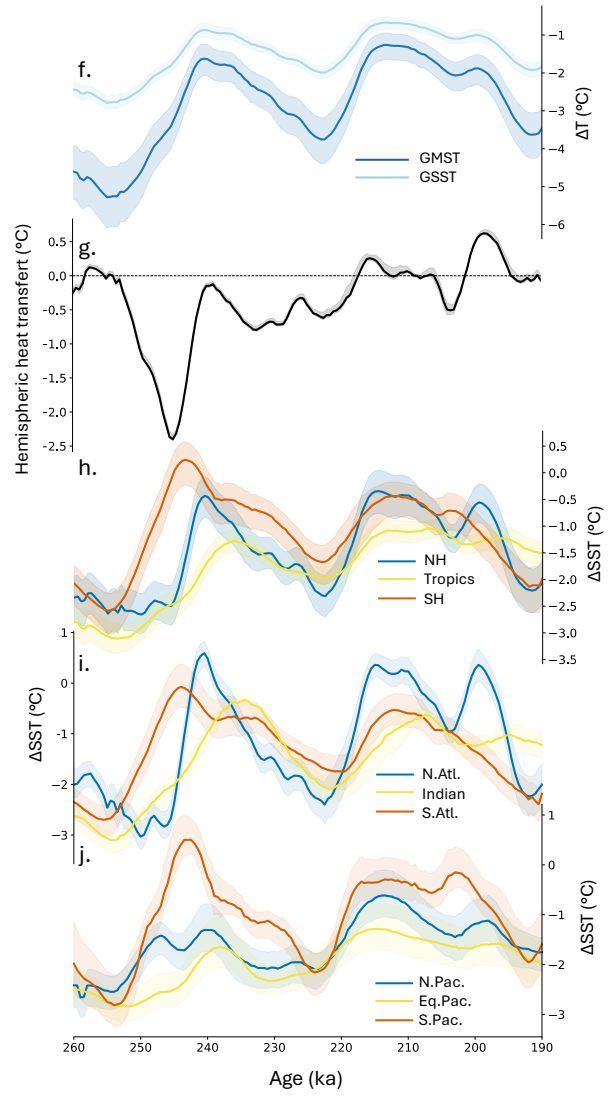 f.
−1
−2
−3
−4
−5
−6
ΔT (°C)
GMST
GSST
g.
0.5
0.0
-0.5
-1.0
-1.5
-2.0
-2.5
Hemispheric heat transfert (°C)
h.
0.5
0.0
−0.5
−1.0
−1.5
−2.0
−2.5
−3.0
−3.5
ΔSST (°C)
NH
Tropics
SH
i.
1
0
−1
−2
−3
ΔSST (°C)
N.Atl.
Indian
S.Atl.
j.
1
0
−1
−2
−3
ΔSST (°C)
N.Pac.
Eq.Pac.
S.Pac.
260 250 240 230 220 210 200 190
Age (ka)